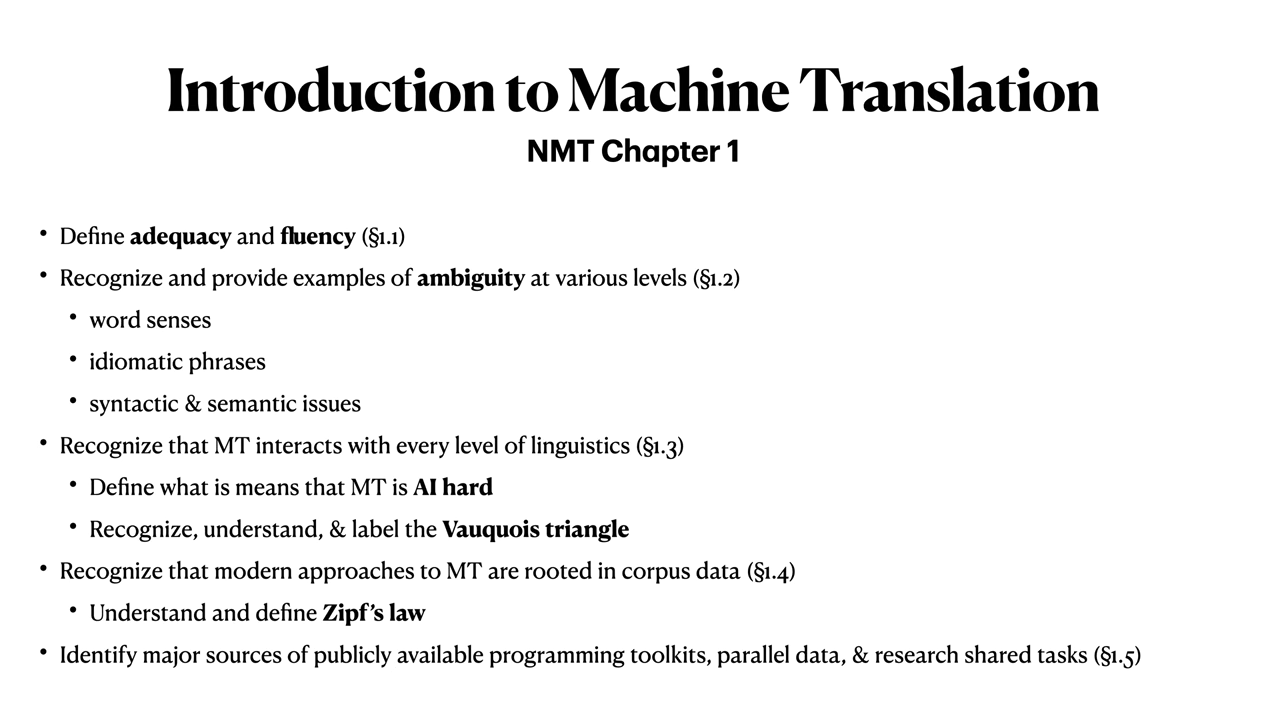 Introduction to Machine Translation
NMT Chapter 1
• Define adequacy and fluency (§1.1)
• Recognize and provide examples of ambiguity at various levels (§1.2)
• word senses
• idiomatic phrases
• syntactic & semantic issues
• Recognize that MT interacts with every level of linguistics (§1.3)
• Define what is means that MT is AI hard
• Recognize, understand, & label the Vauquois triangle
• Recognize that modern approaches to MT are rooted in corpus data (§1.4)
• Understand and define Zipf’s law
• Identify major sources of publicly available programming toolkits, parallel data, & research shared tasks (§1.5)